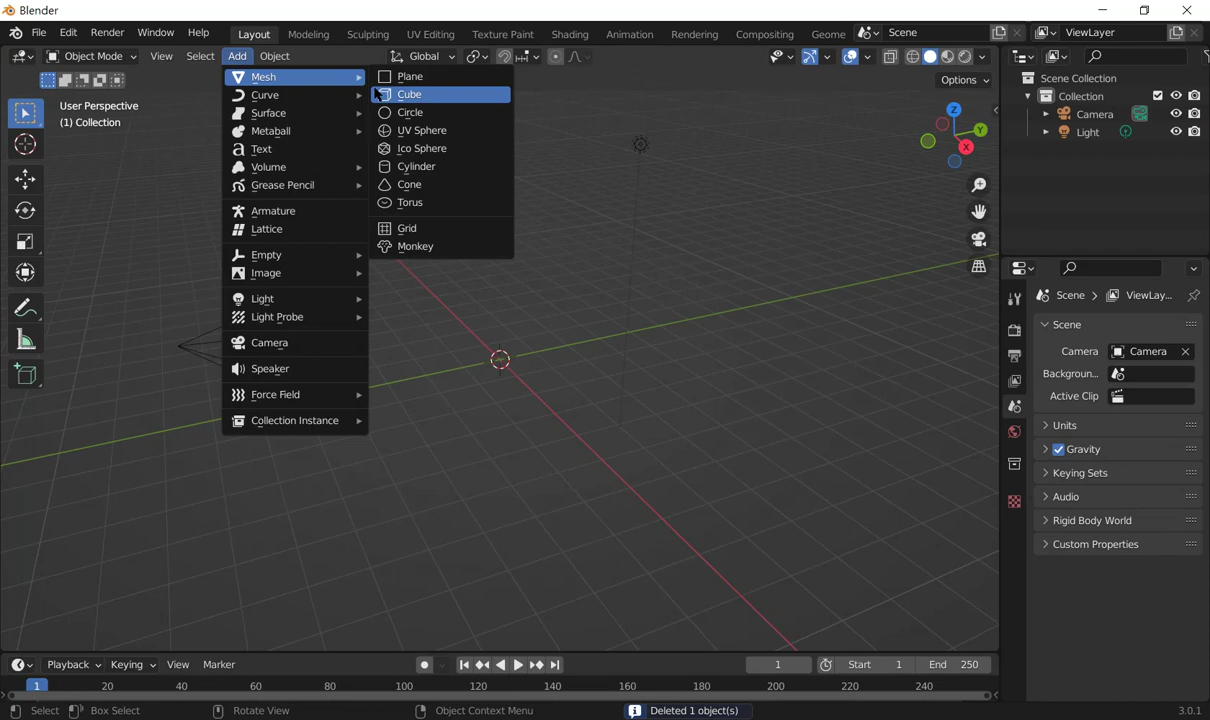 Blender
File Edit Render Window Help Layout Modeling Sculpting UV Editing Texture Paint Shading Animation Rendering Compositing Geome Scene ViewLayer
Object Mode View Select Add Object Global
Options
User Perspective
(1) Collection
Mesh
Curve
Surface
Metaball
Text
Volume
Grease Pencil
Armature
Lattice
Empty
Image
Light
Light Probe
Camera
Speaker
Force Field
Collection Instance
Plane
Cube
Circle
UV Sphere
Ico Sphere
Cylinder
Cone
Torus
Grid
Monkey
Z
Y
X
Scene Collection
Collection
Camera
Light
Scene ViewLay...
Scene
Camera Camera
Backgroun...
Active Clip
Units
Gravity
Keying Sets
Audio
Rigid Body World
Custom Properties
Playback Keying View Marker 1 Start 1 End 250
1 20 40 60 80 100 120 140 160 180 200 220 240
Select Box Select Rotate View Object Context Menu Deleted 1 object(s) 3.0.1